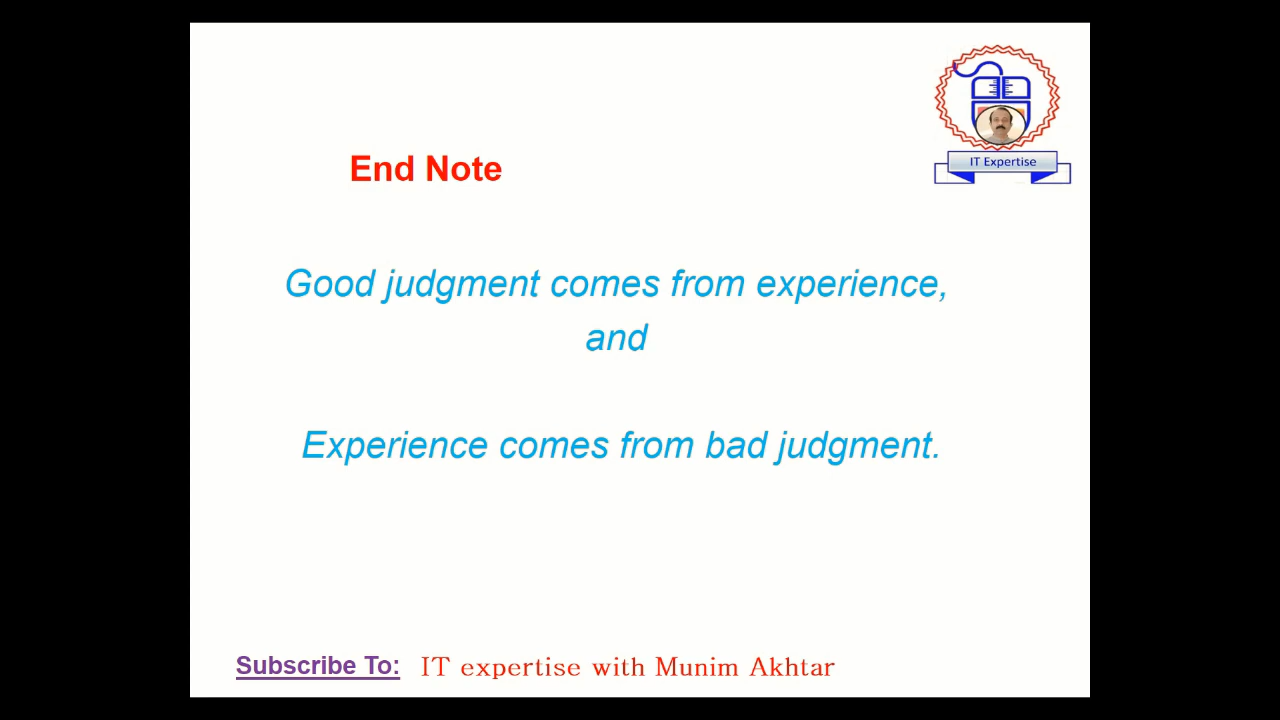 IT Expertise
End Note
Good judgment comes from experience,
and
Experience comes from bad judgment.
Subscribe To: IT expertise with Munim Akhtar